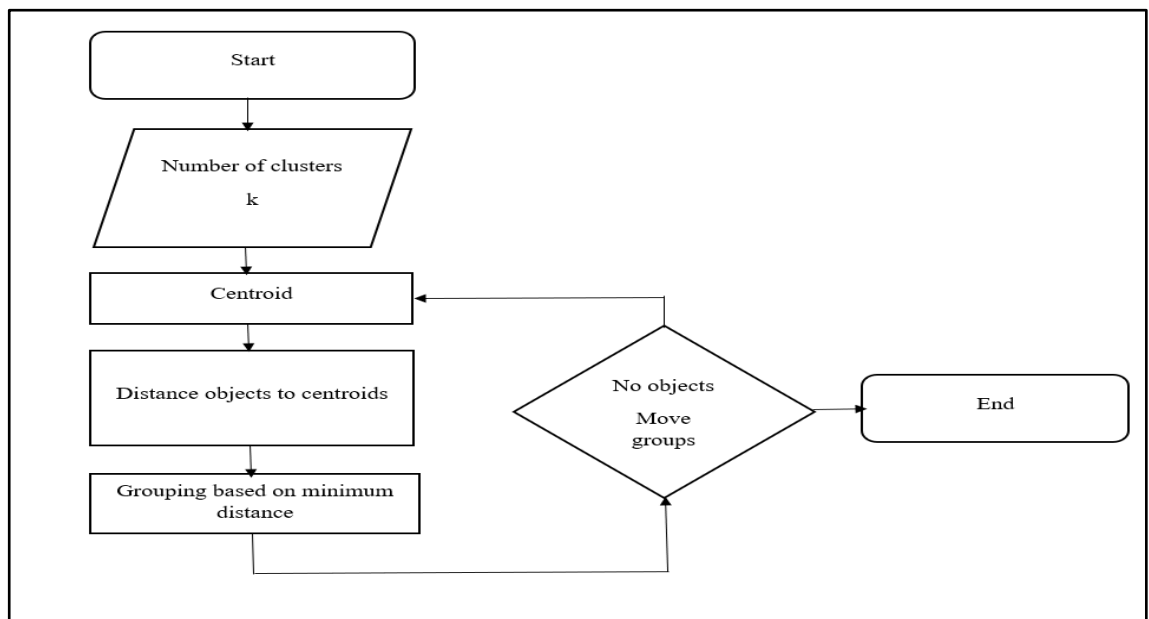 Start
Number of clusters
k
Centroid
Distance objects to centroids
Grouping based on minimum
distance
No objects
Move
groups
End